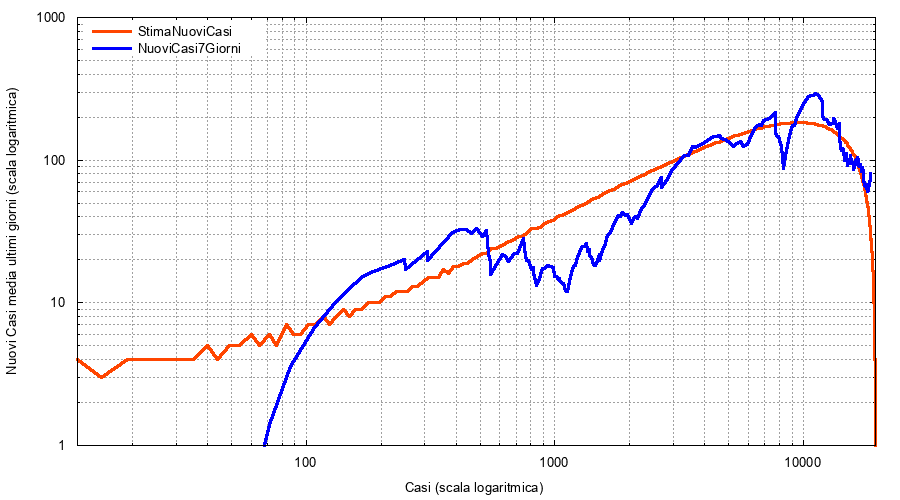 StimaNuoviCasi
NuoviCasi7Giorni
Nuovi Casi media ultimi giorni (scala logaritmica)
1000
100
10
1
100
1000
10000
Casi (scala logaritmica)